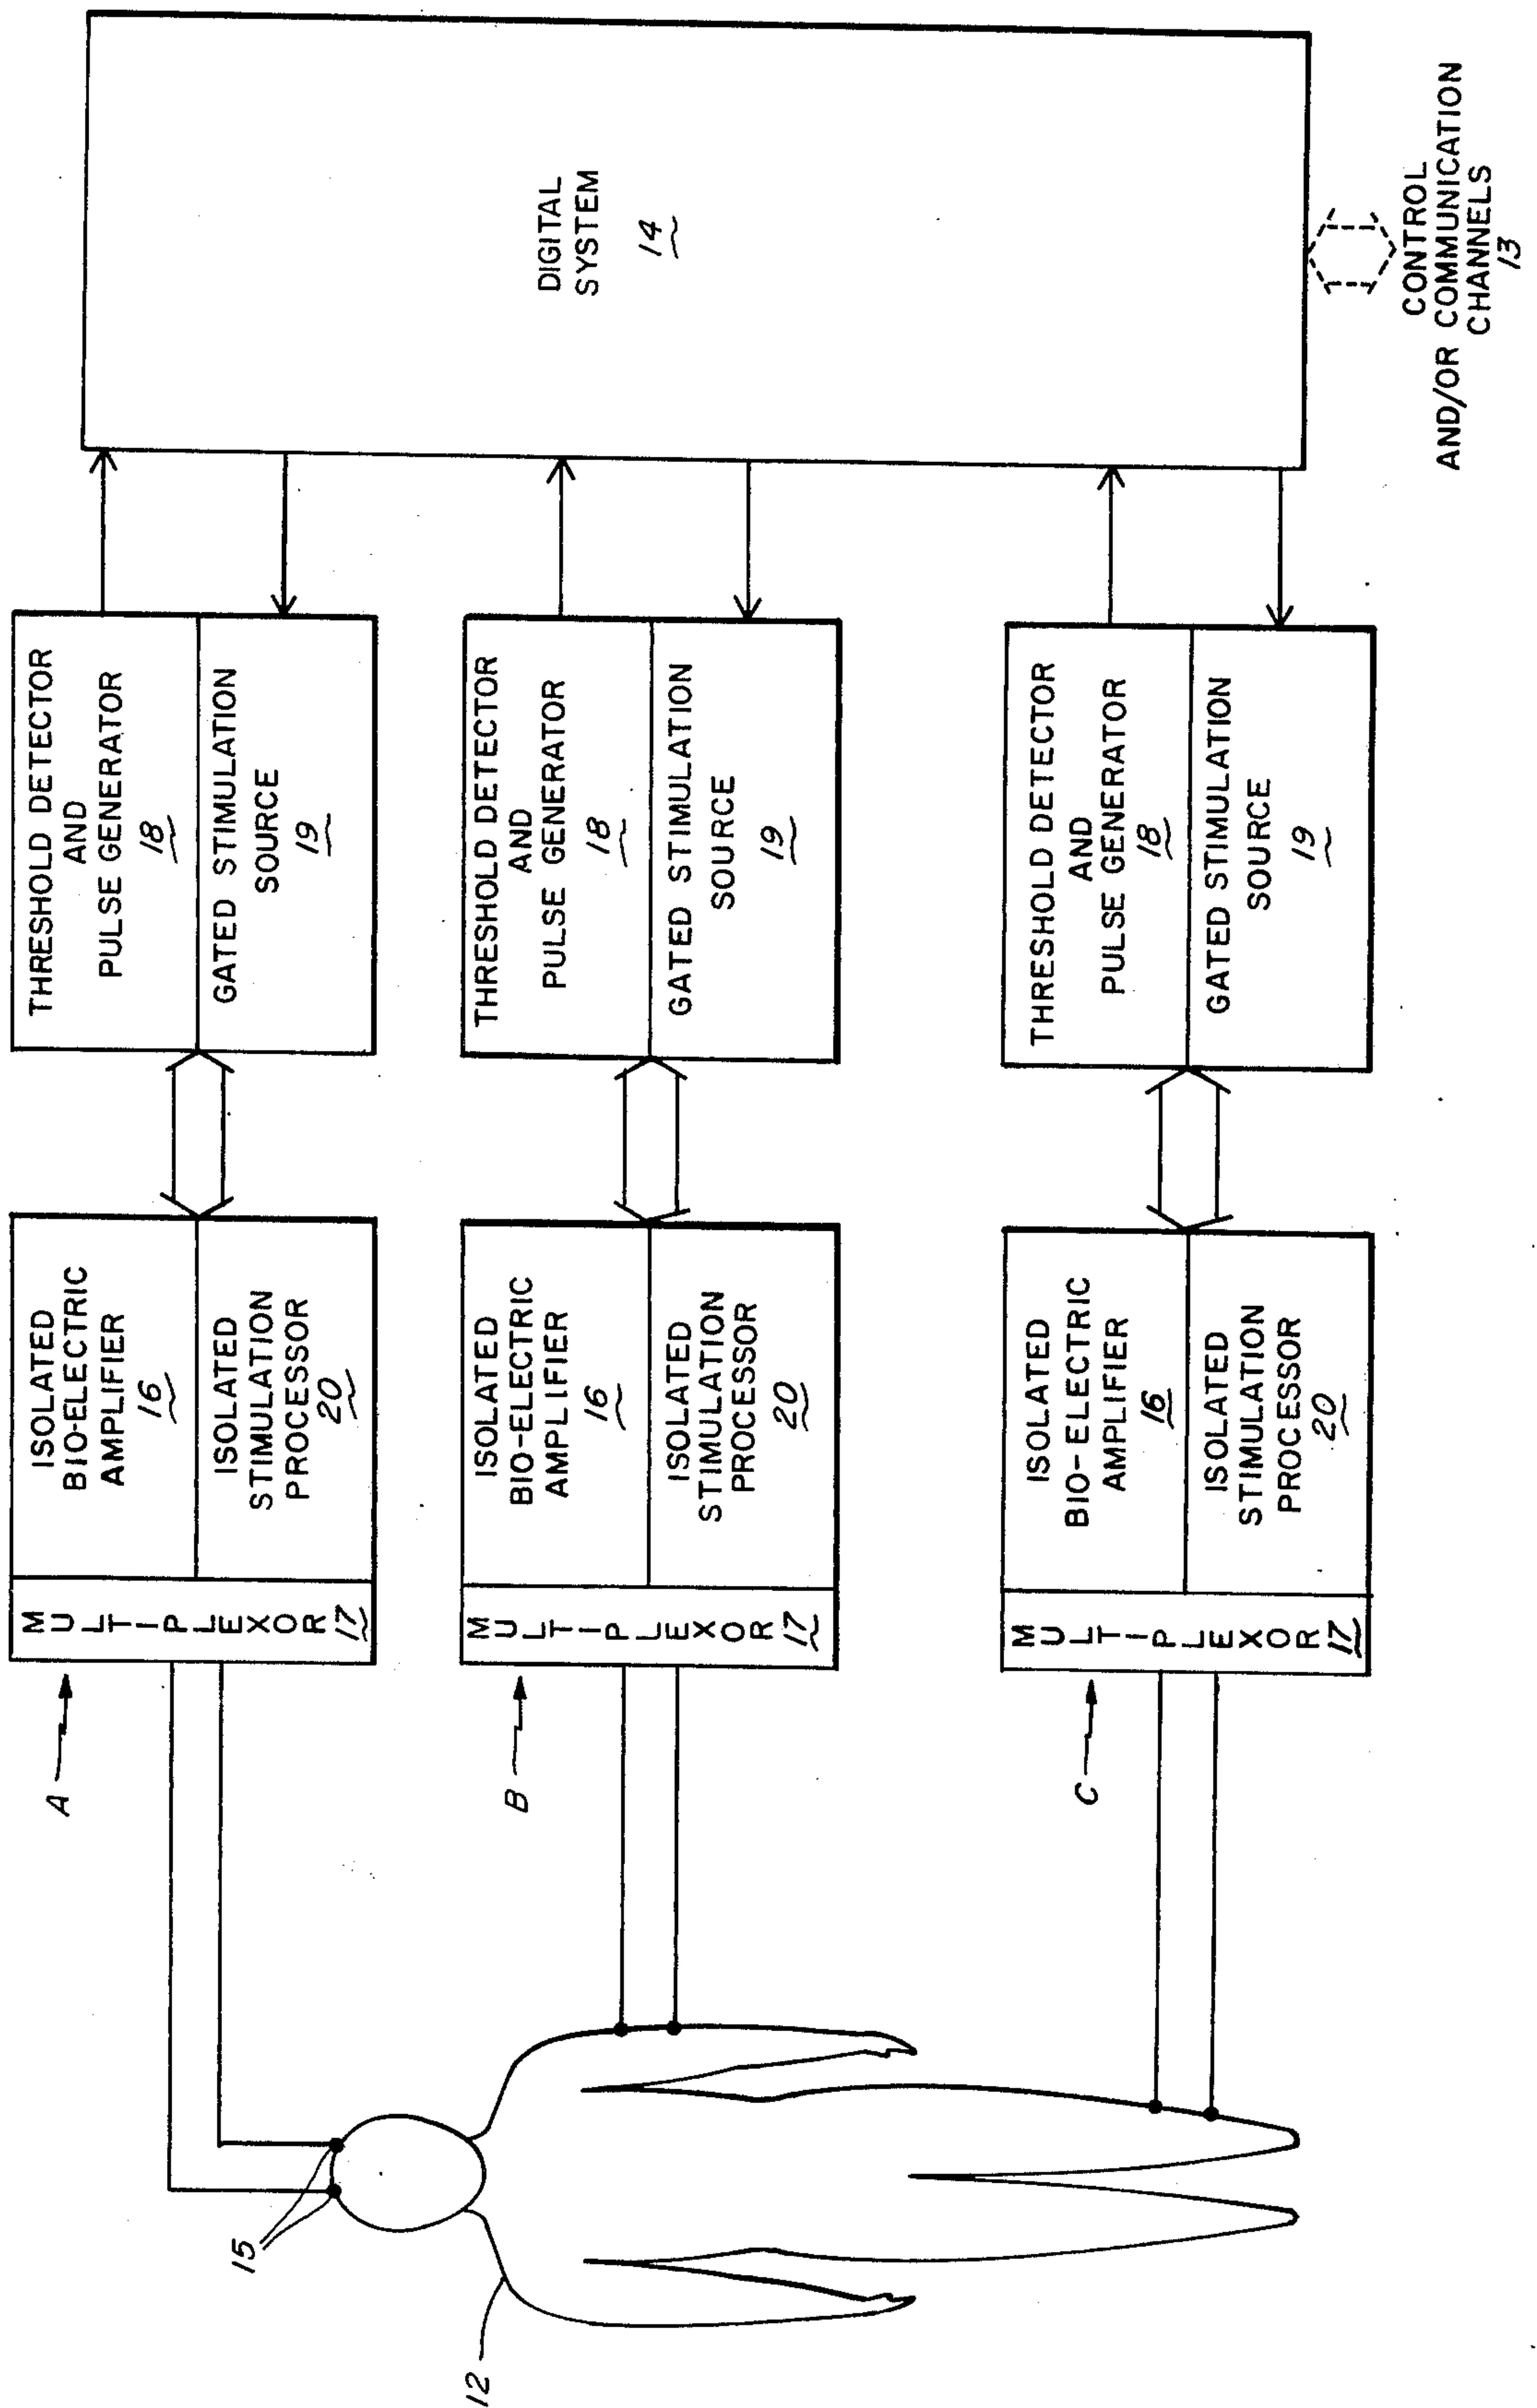 A
MULTIPLEXOR 17
ISOLATED
BIO-ELECTRIC
AMPLIFIER
16
ISOLATED
STIMULATION
PROCESSOR
20
THRESHOLD DETECTOR
AND
PULSE GENERATOR
18
GATED STIMULATION
SOURCE
19
B
MULTIPLEXOR 17
ISOLATED
BIO-ELECTRIC
AMPLIFIER
16
ISOLATED
STIMULATION
PROCESSOR
20
THRESHOLD DETECTOR
AND
PULSE GENERATOR
18
GATED STIMULATION
SOURCE
19
C
MULTIPLEXOR 17
ISOLATED
BIO-ELECTRIC
AMPLIFIER
16
ISOLATED
STIMULATION
PROCESSOR
20
THRESHOLD DETECTOR
AND
PULSE GENERATOR
18
GATED STIMULATION
SOURCE
19
DIGITAL
SYSTEM
14
CONTROL
AND/OR COMMUNICATION
CHANNELS
13
15
12